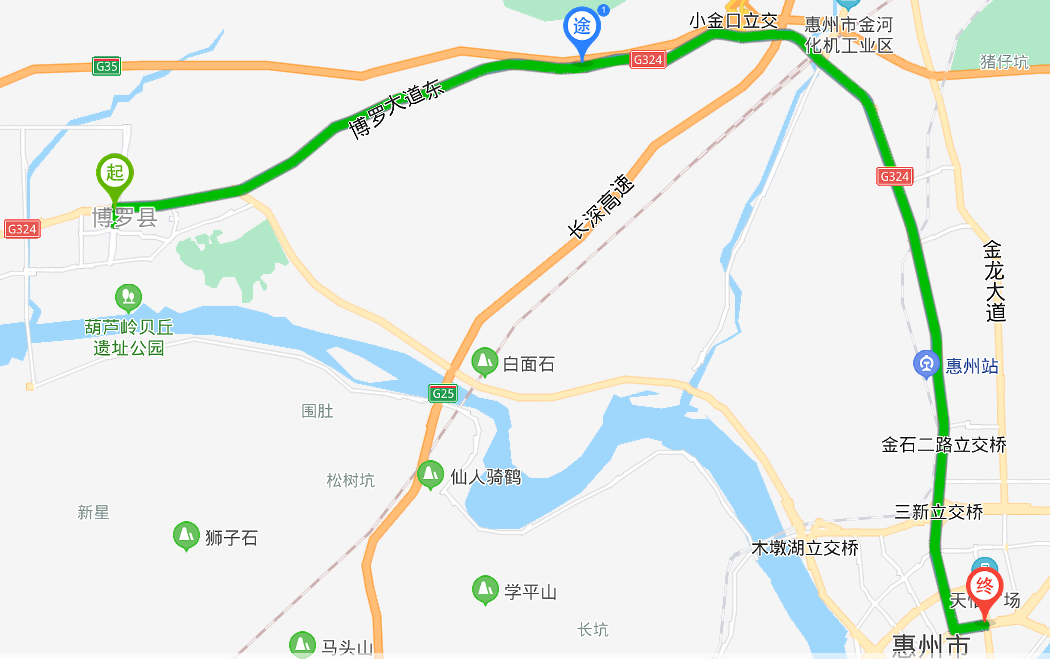 途
1
小金口立交
惠州市金河
化机工业区
G324
G35
猪仔坑
博罗大道东
起
G324
长深高速
博罗县
G324
金龙大道
葫芦岭贝丘
遗址公园
白面石
惠州站
G25
围肚
金石二路立交桥
仙人骑鹤
松树坑
新星
三新立交桥
狮子石
木墩湖立交桥
学平山
终
天
场
长坑
马头山
惠州市